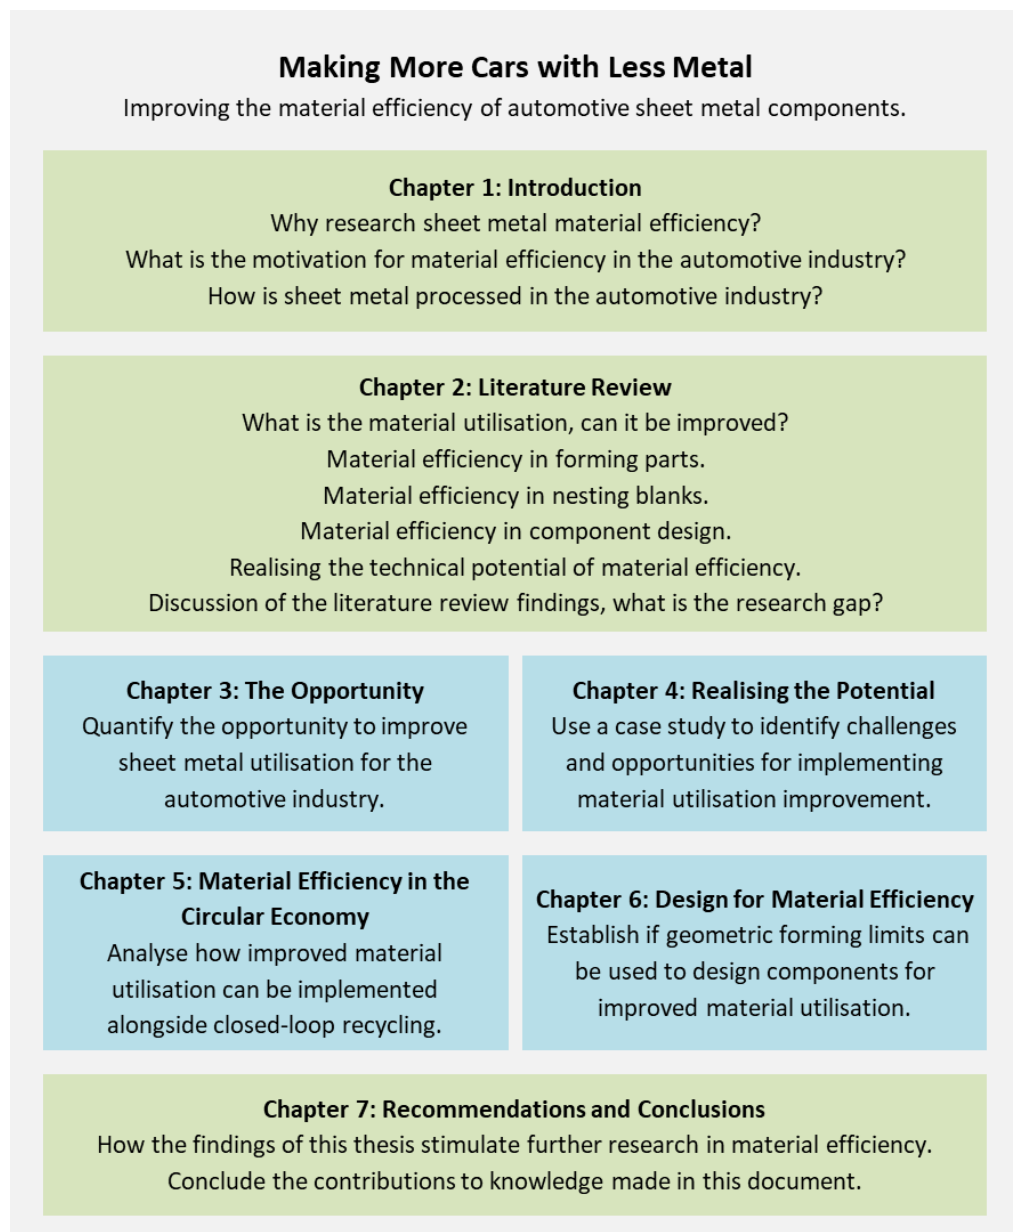 Making More Cars with Less Metal
Improving the material efficiency of automotive sheet metal components.
Chapter 1: Introduction
Why research sheet metal material efficiency?
What is the motivation for material efficiency in the automotive industry?
How is sheet metal processed in the automotive industry?
Chapter 2: Literature Review
What is the material utilisation, can it be improved?
Material efficiency in forming parts.
Material efficiency in nesting blanks.
Material efficiency in component design.
Realising the technical potential of material efficiency.
Discussion of the literature review findings, what is the research gap?
Chapter 3: The Opportunity
Quantify the opportunity to improve
sheet metal utilisation for the
automotive industry.
Chapter 4: Realising the Potential
Use a case study to identify challenges
and opportunities for implementing
material utilisation improvement.
Chapter 5: Material Efficiency in the
Circular Economy
Analyse how improved material
utilisation can be implemented
alongside closed-loop recycling.
Chapter 6: Design for Material Efficiency
Establish if geometric forming limits can
be used to design components for
improved material utilisation.
Chapter 7: Recommendations and Conclusions
How the findings of this thesis stimulate further research in material efficiency.
Conclude the contributions to knowledge made in this document.